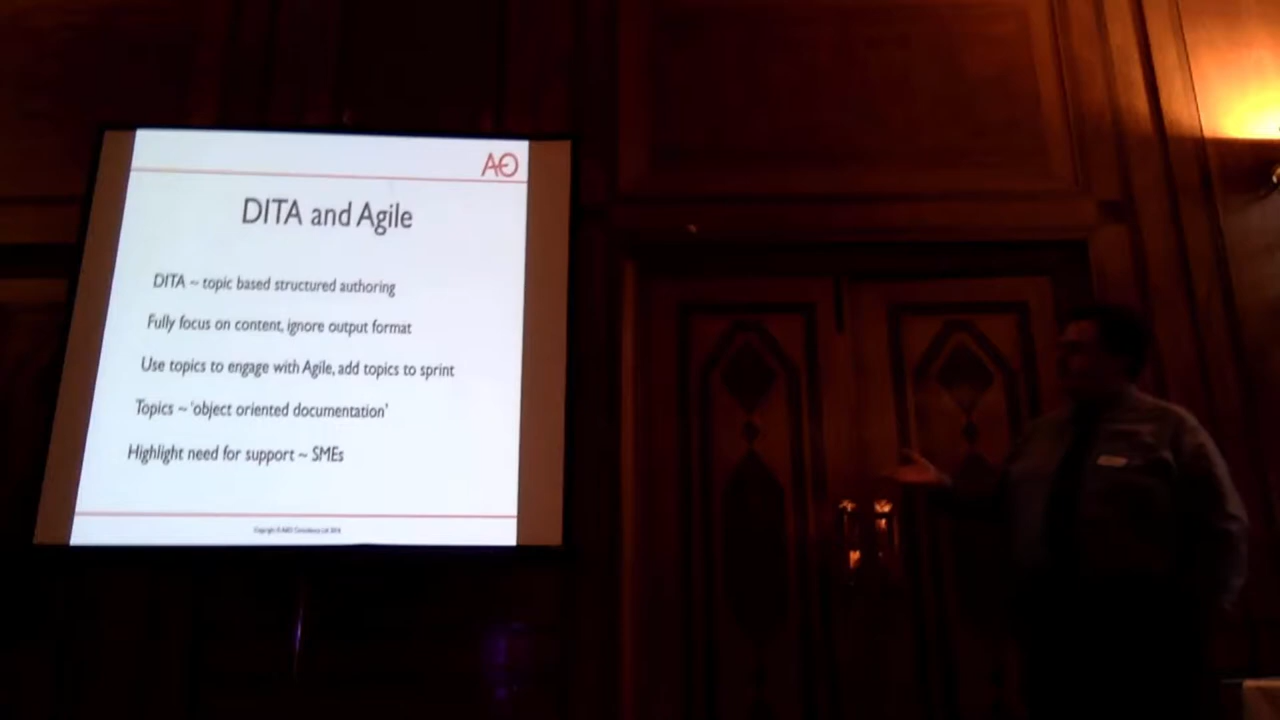 AO
DITA and Agile
DITA ~ topic based structured authoring
Fully focus on content, ignore output format
Use topics to engage with Agile, add topics to sprint
Topics ~ 'object oriented documentation'
Highlight need for support ~ SMEs
Copyright ©